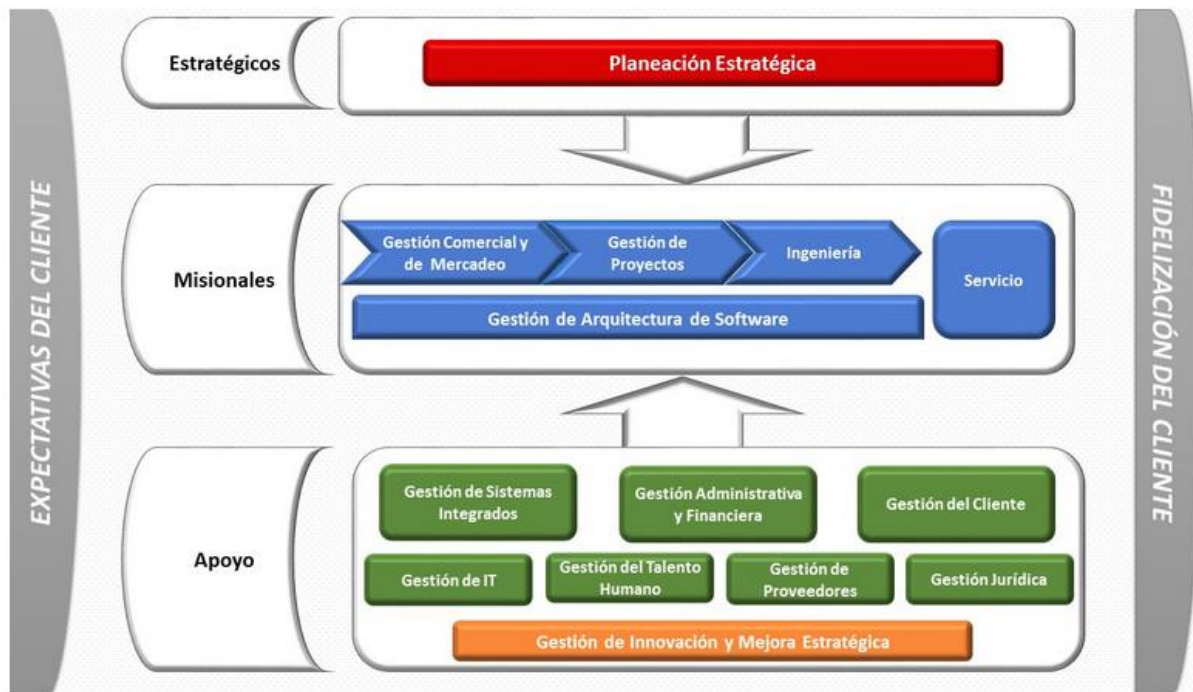 EXPECTATIVAS DEL CLIENTE
Estratégicos
Planeación Estratégica
Misionales
Gestión Comercial y
de Mercadeo
Gestión de
Proyectos
Ingeniería
Servicio
Gestión de Arquitectura de Software
Apoyo
Gestión de Sistemas
Integrados
Gestión Administrativa
y Financiera
Gestión del Cliente
Gestión de IT
Gestión del Talento
Humano
Gestión de
Proveedores
Gestión Jurídica
Gestión de Innovación y Mejora Estratégica
FIDELIZACIÓN DEL CLIENTE